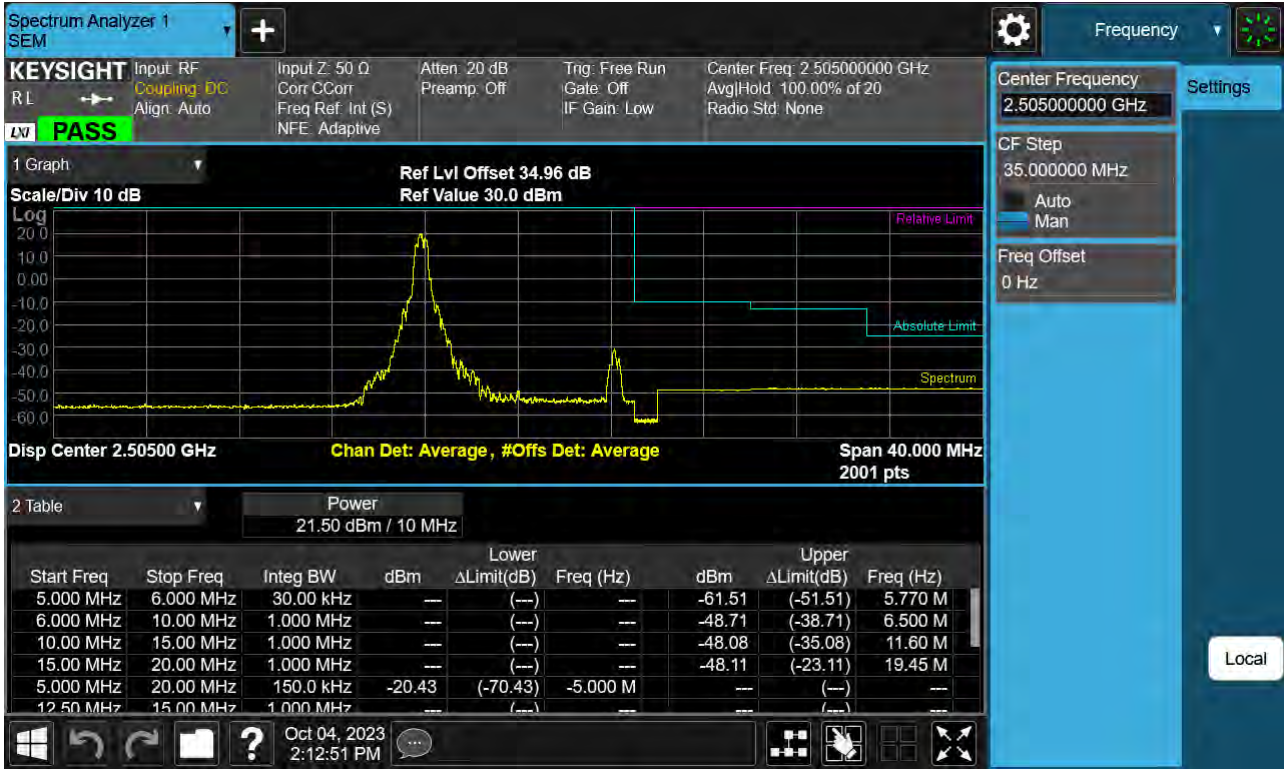 Spectrum Analyzer 1
SEM
+
Frequency
KEYSIGHT
R L
LXI
PASS
Input: RF
Coupling: DC
Align: Auto
Input Z: 50 Ω
Corr CCorr
Freq Ref: Int (S)
NFE: Adaptive
Atten: 20 dB
Preamp: Off
Trig: Free Run
Gate: Off
IF Gain: Low
Center Freq: 2.505000000 GHz
Avg|Hold: 100.00% of 20
Radio Std: None
Center Frequency
2.505000000 GHz
Settings
CF Step
35.000000 MHz
Auto
Man
Freq Offset
0 Hz
1 Graph
Scale/Div 10 dB
Ref Lvl Offset 34.96 dB
Ref Value 30.0 dBm
Log
20.0
10.0
0.00
-10.0
-20.0
-30.0
-40.0
-50.0
-60.0
Relative Limit
Absolute Limit
Spectrum
Disp Center 2.50500 GHz
Chan Det: Average, #Offs Det: Average
Span 40.000 MHz
2001 pts
2 Table
Power
21.50 dBm / 10 MHz
Lower Upper
Start Freq Stop Freq Integ BW dBm ΔLimit(dB) Freq (Hz) dBm ΔLimit(dB) Freq (Hz)
5.000 MHz 6.000 MHz 30.00 kHz --- (---) --- -61.51 (-51.51) 5.770 M
6.000 MHz 10.00 MHz 1.000 MHz --- (---) --- -48.71 (-38.71) 6.500 M
10.00 MHz 15.00 MHz 1.000 MHz --- (---) --- -48.08 (-35.08) 11.60 M
15.00 MHz 20.00 MHz 1.000 MHz --- (---) --- -48.11 (-23.11) 19.45 M
5.000 MHz 20.00 MHz 150.0 kHz -20.43 (-70.43) -5.000 M --- (---) ---
12.50 MHz 15.00 MHz 1.000 MHz --- (---) --- --- (---) ---
Local
?
Oct 04, 2023
2:12:51 PM